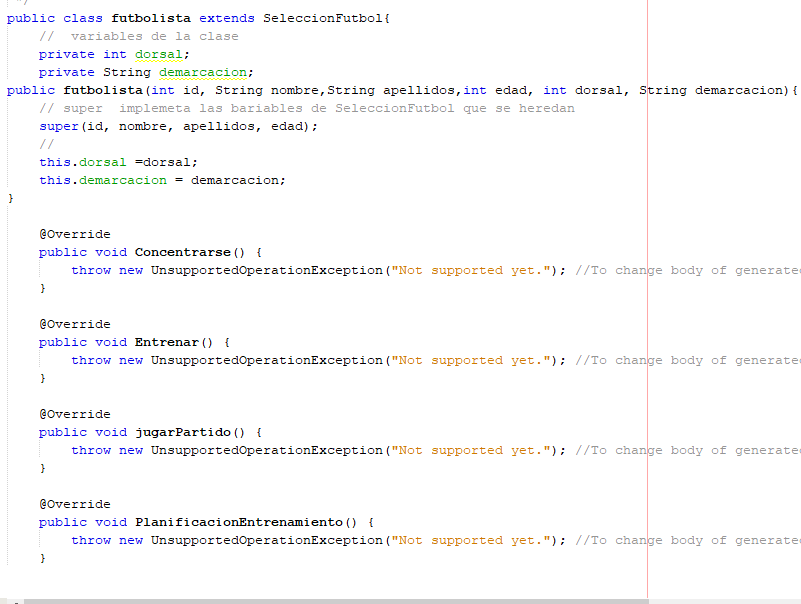 */
public class futbolista extends SeleccionFutbol{
//  variables de la clase
private int dorsal;
private String demarcacion;
public futbolista(int id, String nombre,String apellidos,int edad, int dorsal, String demarcacion){
// super  implemeta las bariables de SeleccionFutbol que se heredan
super(id, nombre, apellidos, edad);
//
this.dorsal =dorsal;
this.demarcacion = demarcacion;
}
@Override
public void Concentrarse() {
throw new UnsupportedOperationException("Not supported yet."); //To change body of generated
}
@Override
public void Entrenar() {
throw new UnsupportedOperationException("Not supported yet."); //To change body of generated
}
@Override
public void jugarPartido() {
throw new UnsupportedOperationException("Not supported yet."); //To change body of generated
}
@Override
public void PlanificacionEntrenamiento() {
throw new UnsupportedOperationException("Not supported yet."); //To change body of generated
}